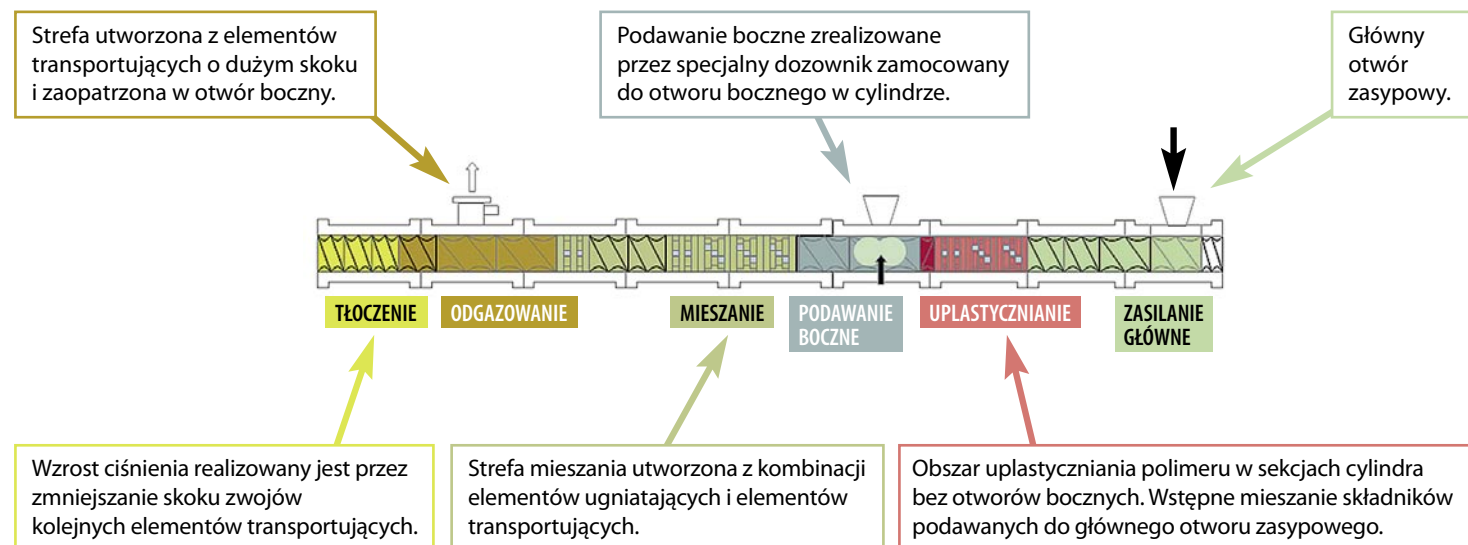 Strefa utworzona z elementów
transportujących o dużym skoku
i zaopatrzona w otwór boczny.
Podawanie boczne zrealizowane
przez specjalny dozownik zamocowany
do otworu bocznego w cylindrze.
Główny
otwór
zasypowy.
TŁOCZENIE
ODGAZOWANIE
MIESZANIE
PODAWANIE
BOCZNE
UPLASTYCZNIANIE
ZASILANIE
GŁÓWNE
Wzrost ciśnienia realizowany jest przez
zmniejszanie skoku zwojów
kolejnych elementów transportujących.
Strefa mieszania utworzona z kombinacji
elementów ugniatających i elementów
transportujących.
Obszar uplastyczniania polimeru w sekcjach cylindra
bez otworów bocznych. Wstępne mieszanie składników
podawanych do głównego otworu zasypowego.